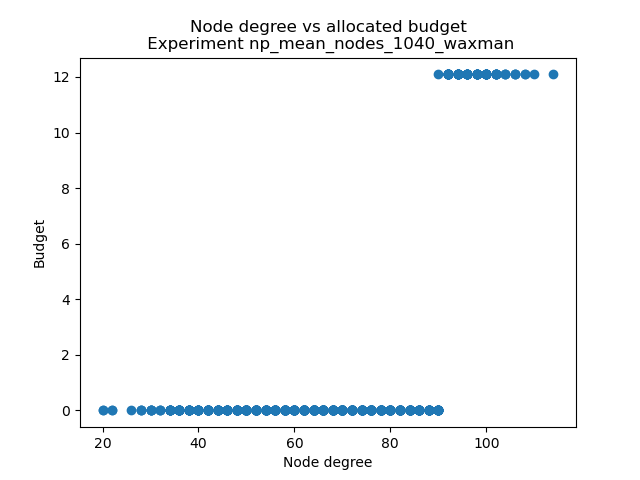 Node degree vs allocated budget
Experiment np_mean_nodes_1040_waxman
12
10
8
6
4
2
0
Budget
20 40 60 80 100
Node degree